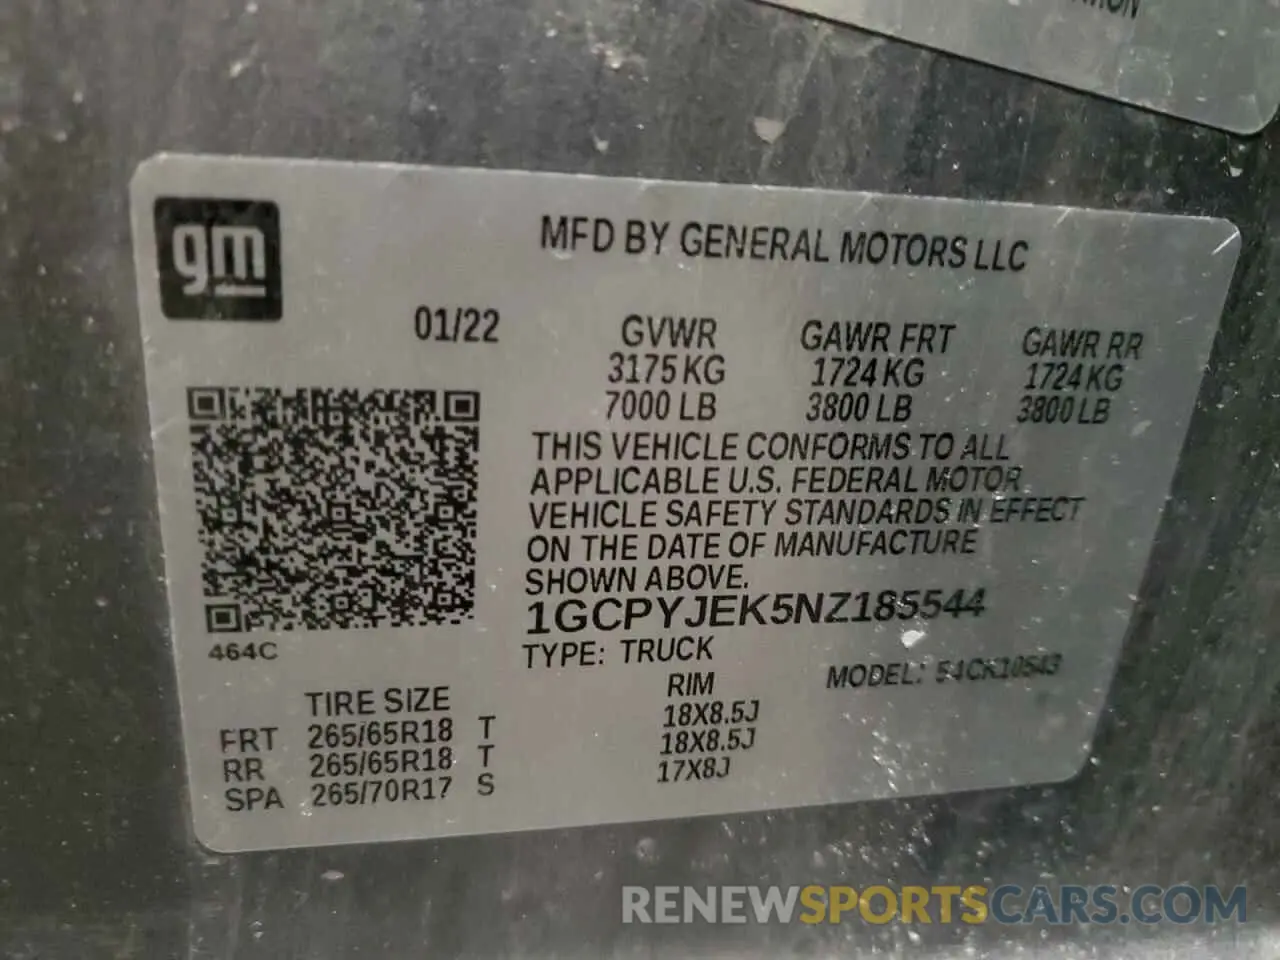 gm
MFD BY GENERAL MOTORS LLC
01/22
GVWR GAWR FRT GAWR RR
3175 KG 1724 KG 1724 KG
7000 LB 3800 LB 3800 LB
THIS VEHICLE CONFORMS TO ALL
APPLICABLE U.S. FEDERAL MOTOR
VEHICLE SAFETY STANDARDS IN EFFECT
ON THE DATE OF MANUFACTURE
SHOWN ABOVE.
1GCPYJEK5NZ185544
464C
TYPE: TRUCK
MODEL:
TIRE SIZE RIM
FRT 265/65R18 T 18X8.5J
RR 265/65R18 T 18X8.5J
SPA 265/70R17 S 17X8J
RENEWSPORTSCARS.COM